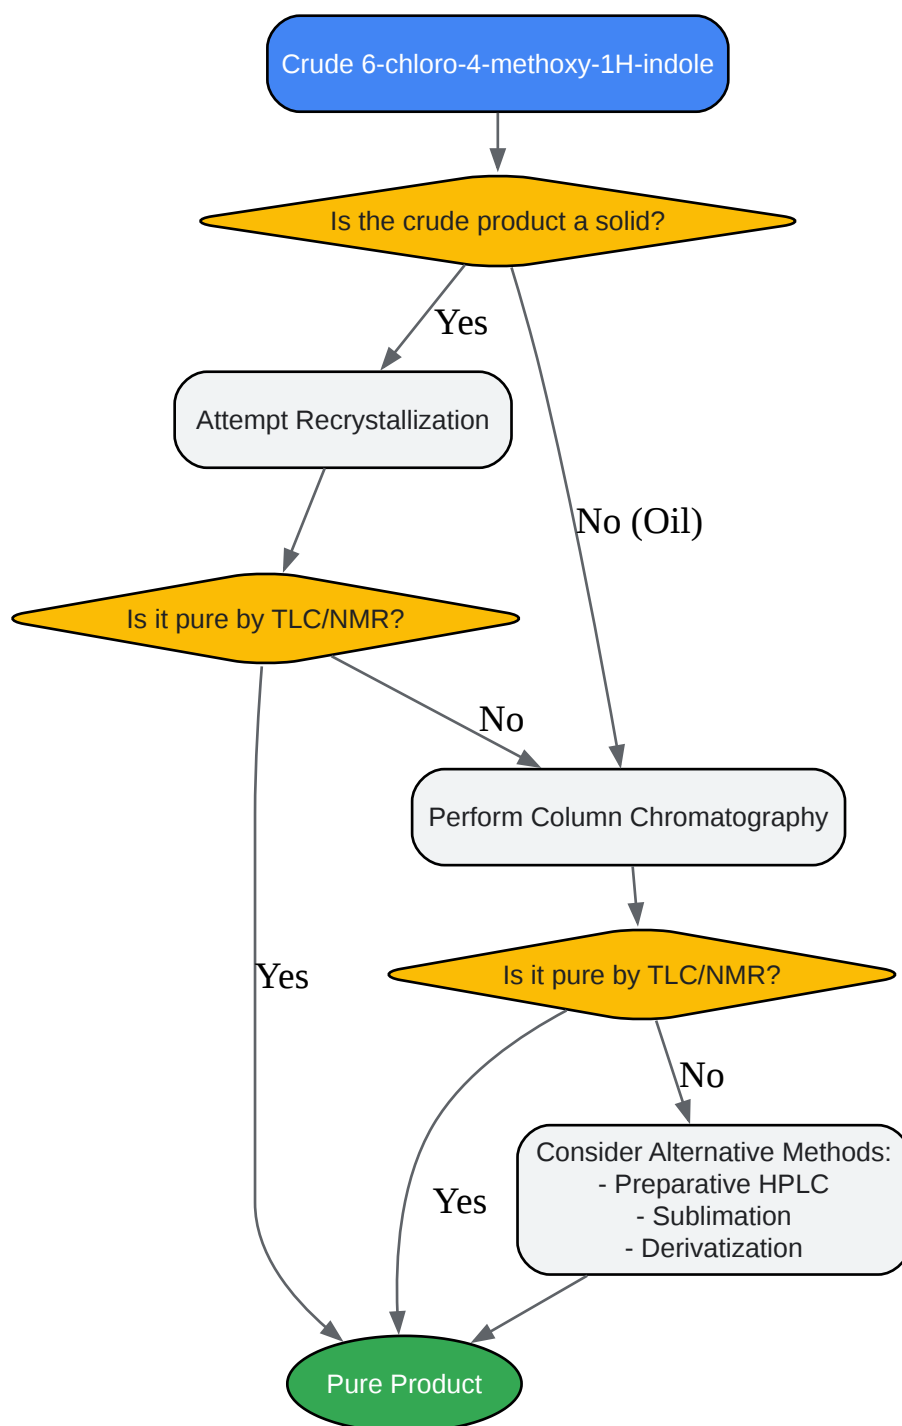 Crude 6-chloro-4-methoxy-1H-indole
Is the crude product a solid?
Yes
Attempt Recrystallization
No (Oil)
Is it pure by TLC/NMR?
No
Perform Column Chromatography
Yes
Is it pure by TLC/NMR?
No
Consider Alternative Methods:
- Preparative HPLC
- Sublimation
- Derivatization
Yes
Pure Product